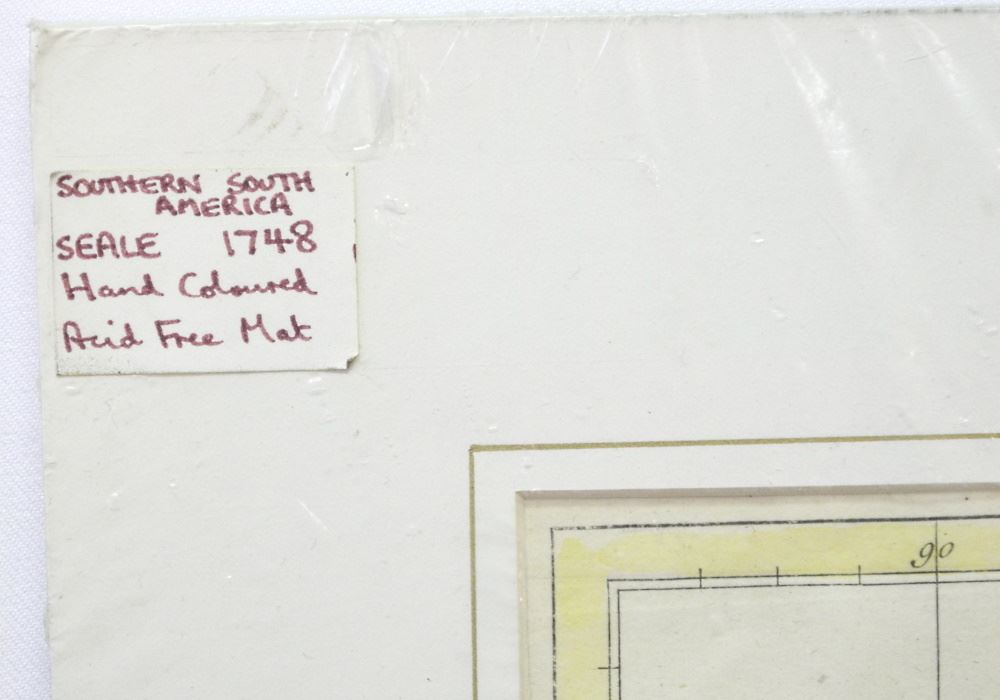 SOUTHERN SOUTH
AMERICA
SEALE 1748
Hand Coloured
Acid Free Mat
90